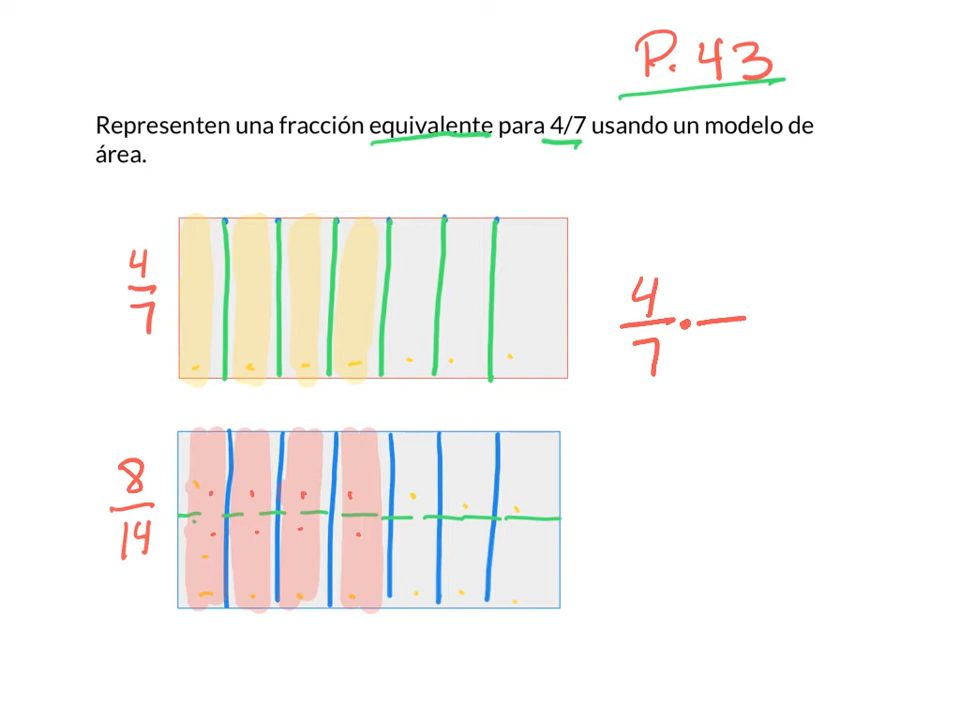 P. 43
Representen una fracción equivalente para 4/7 usando un modelo de
área.
4/7
4/7 · —
8/14